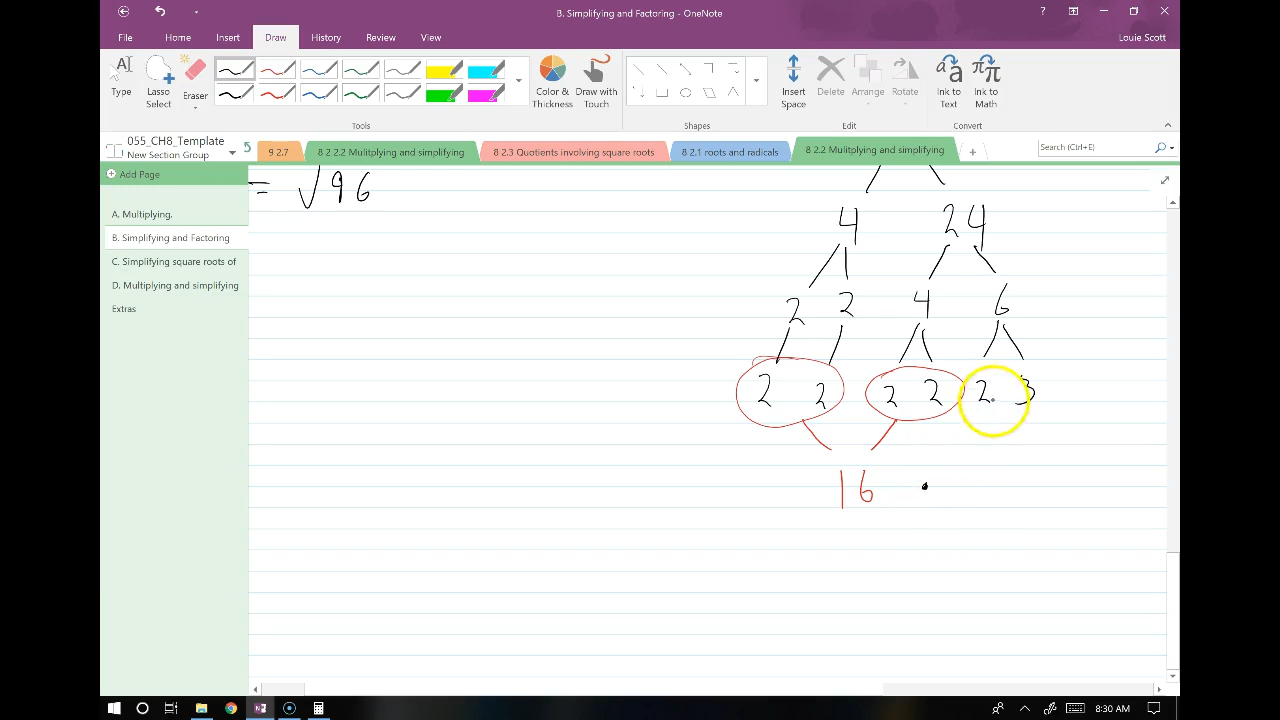 B. Simplifying and Factoring - OneNote
File Home Insert Draw History Review View Louie Scott
Type Lasso Select Eraser Color & Thickness Draw with Touch Insert Space Delete Arrange Rotate Ink to Text Ink to Math
Tools Shapes Edit Convert
055_CH8_Template
New Section Group
9 2.7 8 2.2.2 Mulitplying and simplifying 8 2.3 Quotients involving square roots 8 2.1 roots and radicals 8 2.2 Mulitplying and simplifying Search (Ctrl+E)
Add Page
A. Multiplying.
B. Simplifying and Factoring
C. Simplifying square roots of
D. Multiplying and simplifying
Extras
= √96
4 24
2 2 4 6
2 2 2 2 2 3
16 ·
8:30 AM